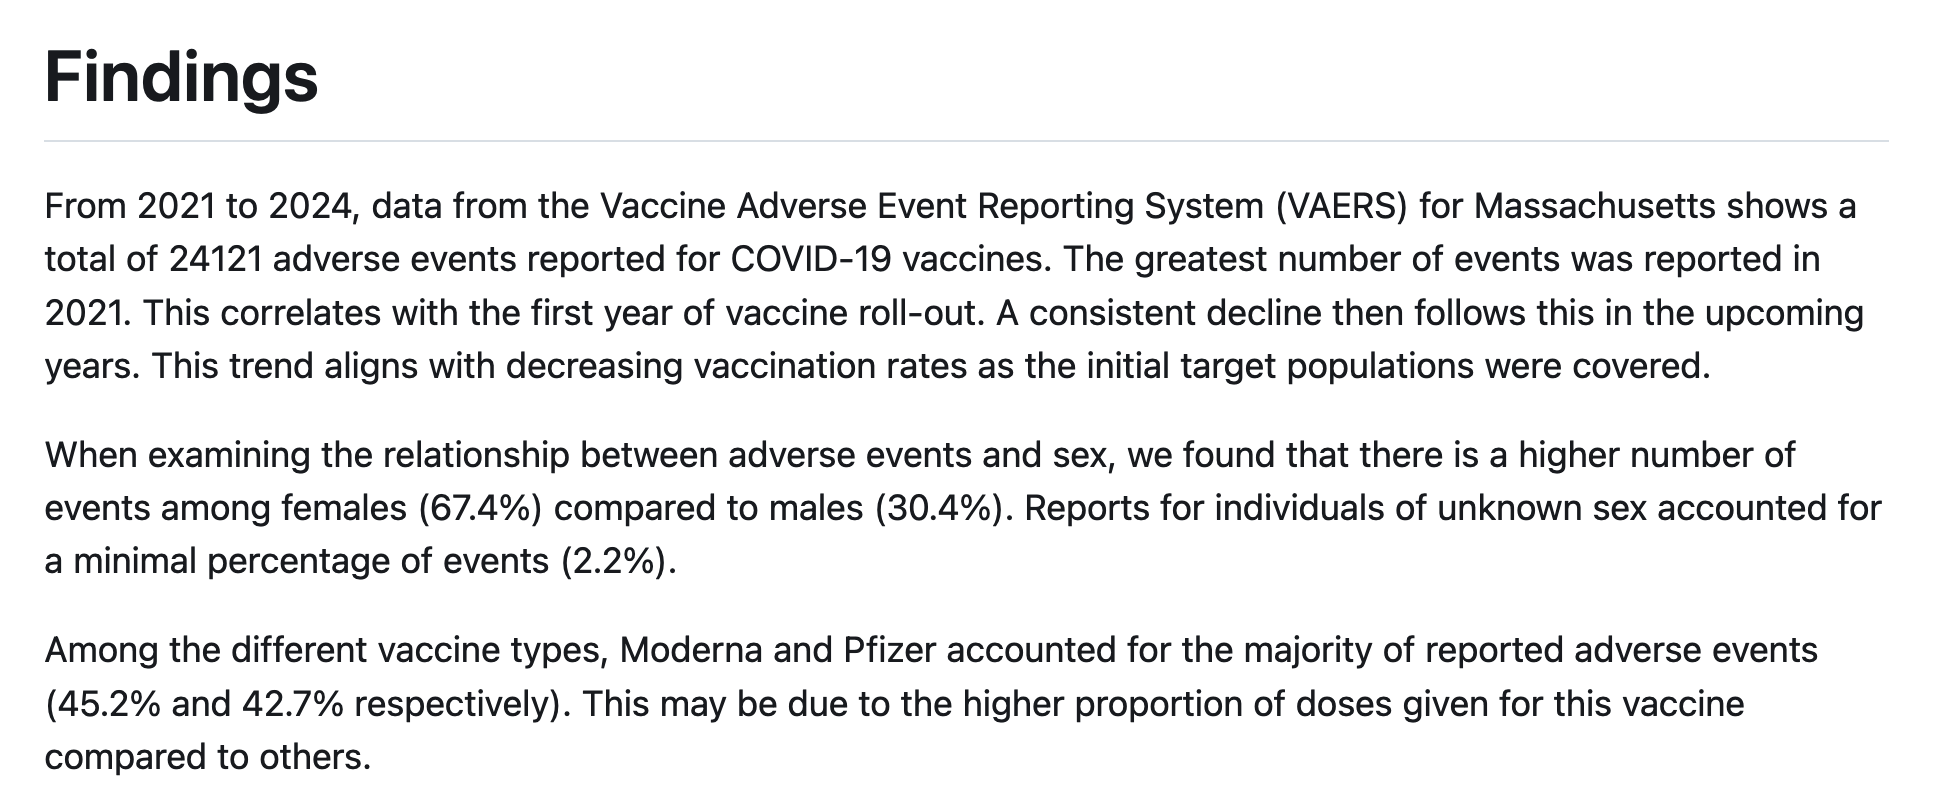 Findings
From 2021 to 2024, data from the Vaccine Adverse Event Reporting System (VAERS) for Massachusetts shows a
total of 24121 adverse events reported for COVID-19 vaccines. The greatest number of events was reported in
2021. This correlates with the first year of vaccine roll-out. A consistent decline then follows this in the upcoming
years. This trend aligns with decreasing vaccination rates as the initial target populations were covered.
When examining the relationship between adverse events and sex, we found that there is a higher number of
events among females (67.4%) compared to males (30.4%). Reports for individuals of unknown sex accounted for
a minimal percentage of events (2.2%).
Among the different vaccine types, Moderna and Pfizer accounted for the majority of reported adverse events
(45.2% and 42.7% respectively). This may be due to the higher proportion of doses given for this vaccine
compared to others.